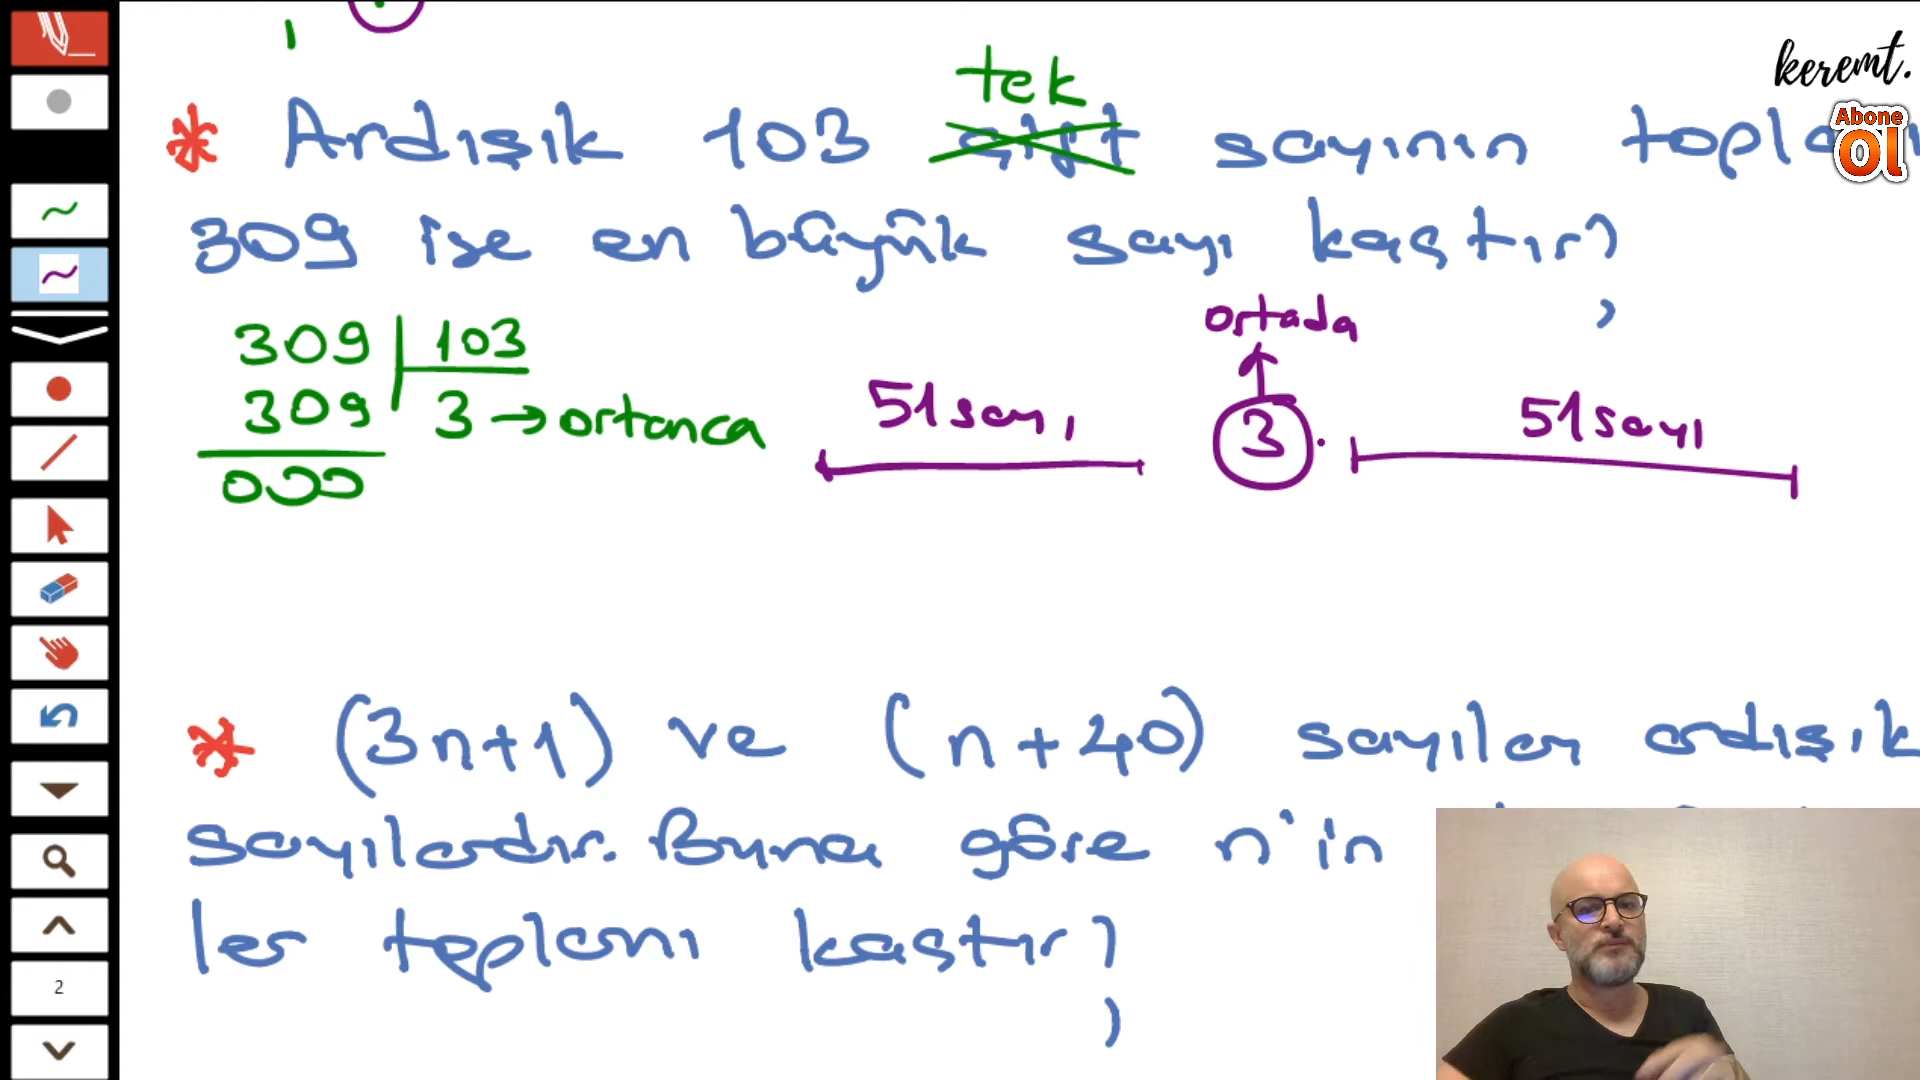 keremt.
Abone
Ol
tek
* Ardışık 103 çift sayının topla
309 ise en büyük sayı kaçtır?
309 103
309 3 → ortanca
000
ortada
51 sayı 3 51 sayı
* (3n+1) ve (n+40) sayıları ardışık
sayılardır. Buna göre n'in
ler toplamı kaçtır?
2